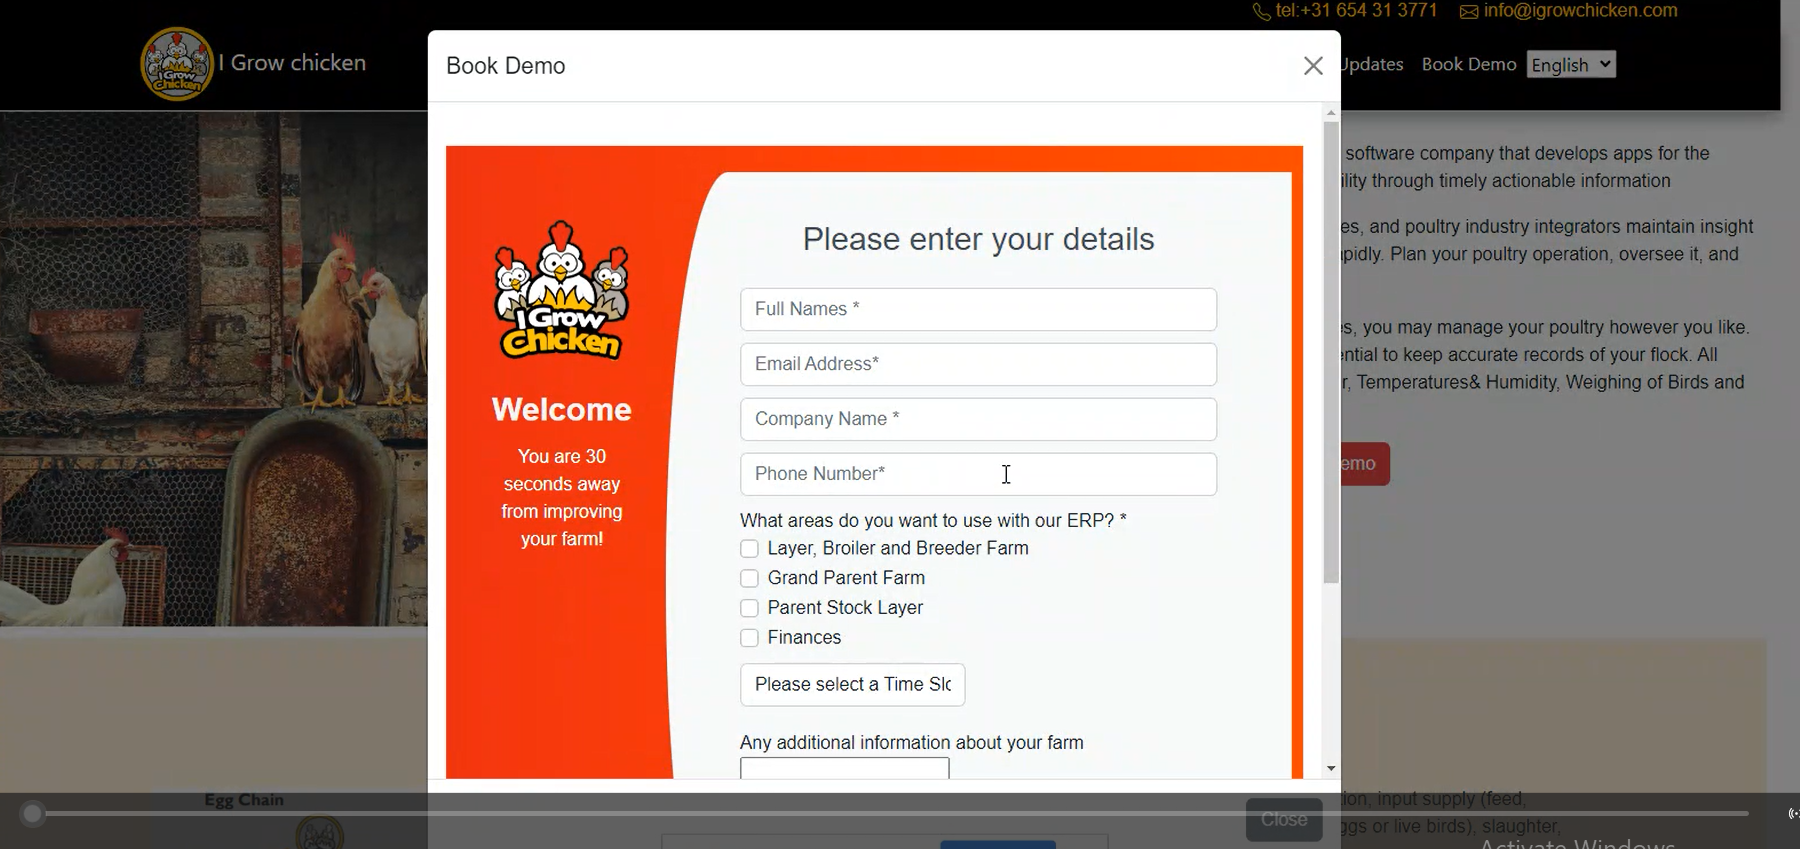 tel:+31 654 31 3771 info@igrowchicken.com
I Grow Chicken
I Grow chicken
Updates Book Demo English
Book Demo
software company that develops apps for the
ility through timely actionable information
es, and poultry industry integrators maintain insight
pidly. Plan your poultry operation, oversee it, and
s, you may manage your poultry however you like.
ential to keep accurate records of your flock. All
r, Temperatures& Humidity, Weighing of Birds and
emo
I Grow
Chicken
Welcome
You are 30
seconds away
from improving
your farm!
Please enter your details
Full Names *
Email Address*
Company Name *
Phone Number*
What areas do you want to use with our ERP? *
Layer, Broiler and Breeder Farm
Grand Parent Farm
Parent Stock Layer
Finances
Please select a Time Slo
Any additional information about your farm
Egg Chain
Close
ion, input supply (feed,
ggs or live birds), slaughter,
Activate Windows